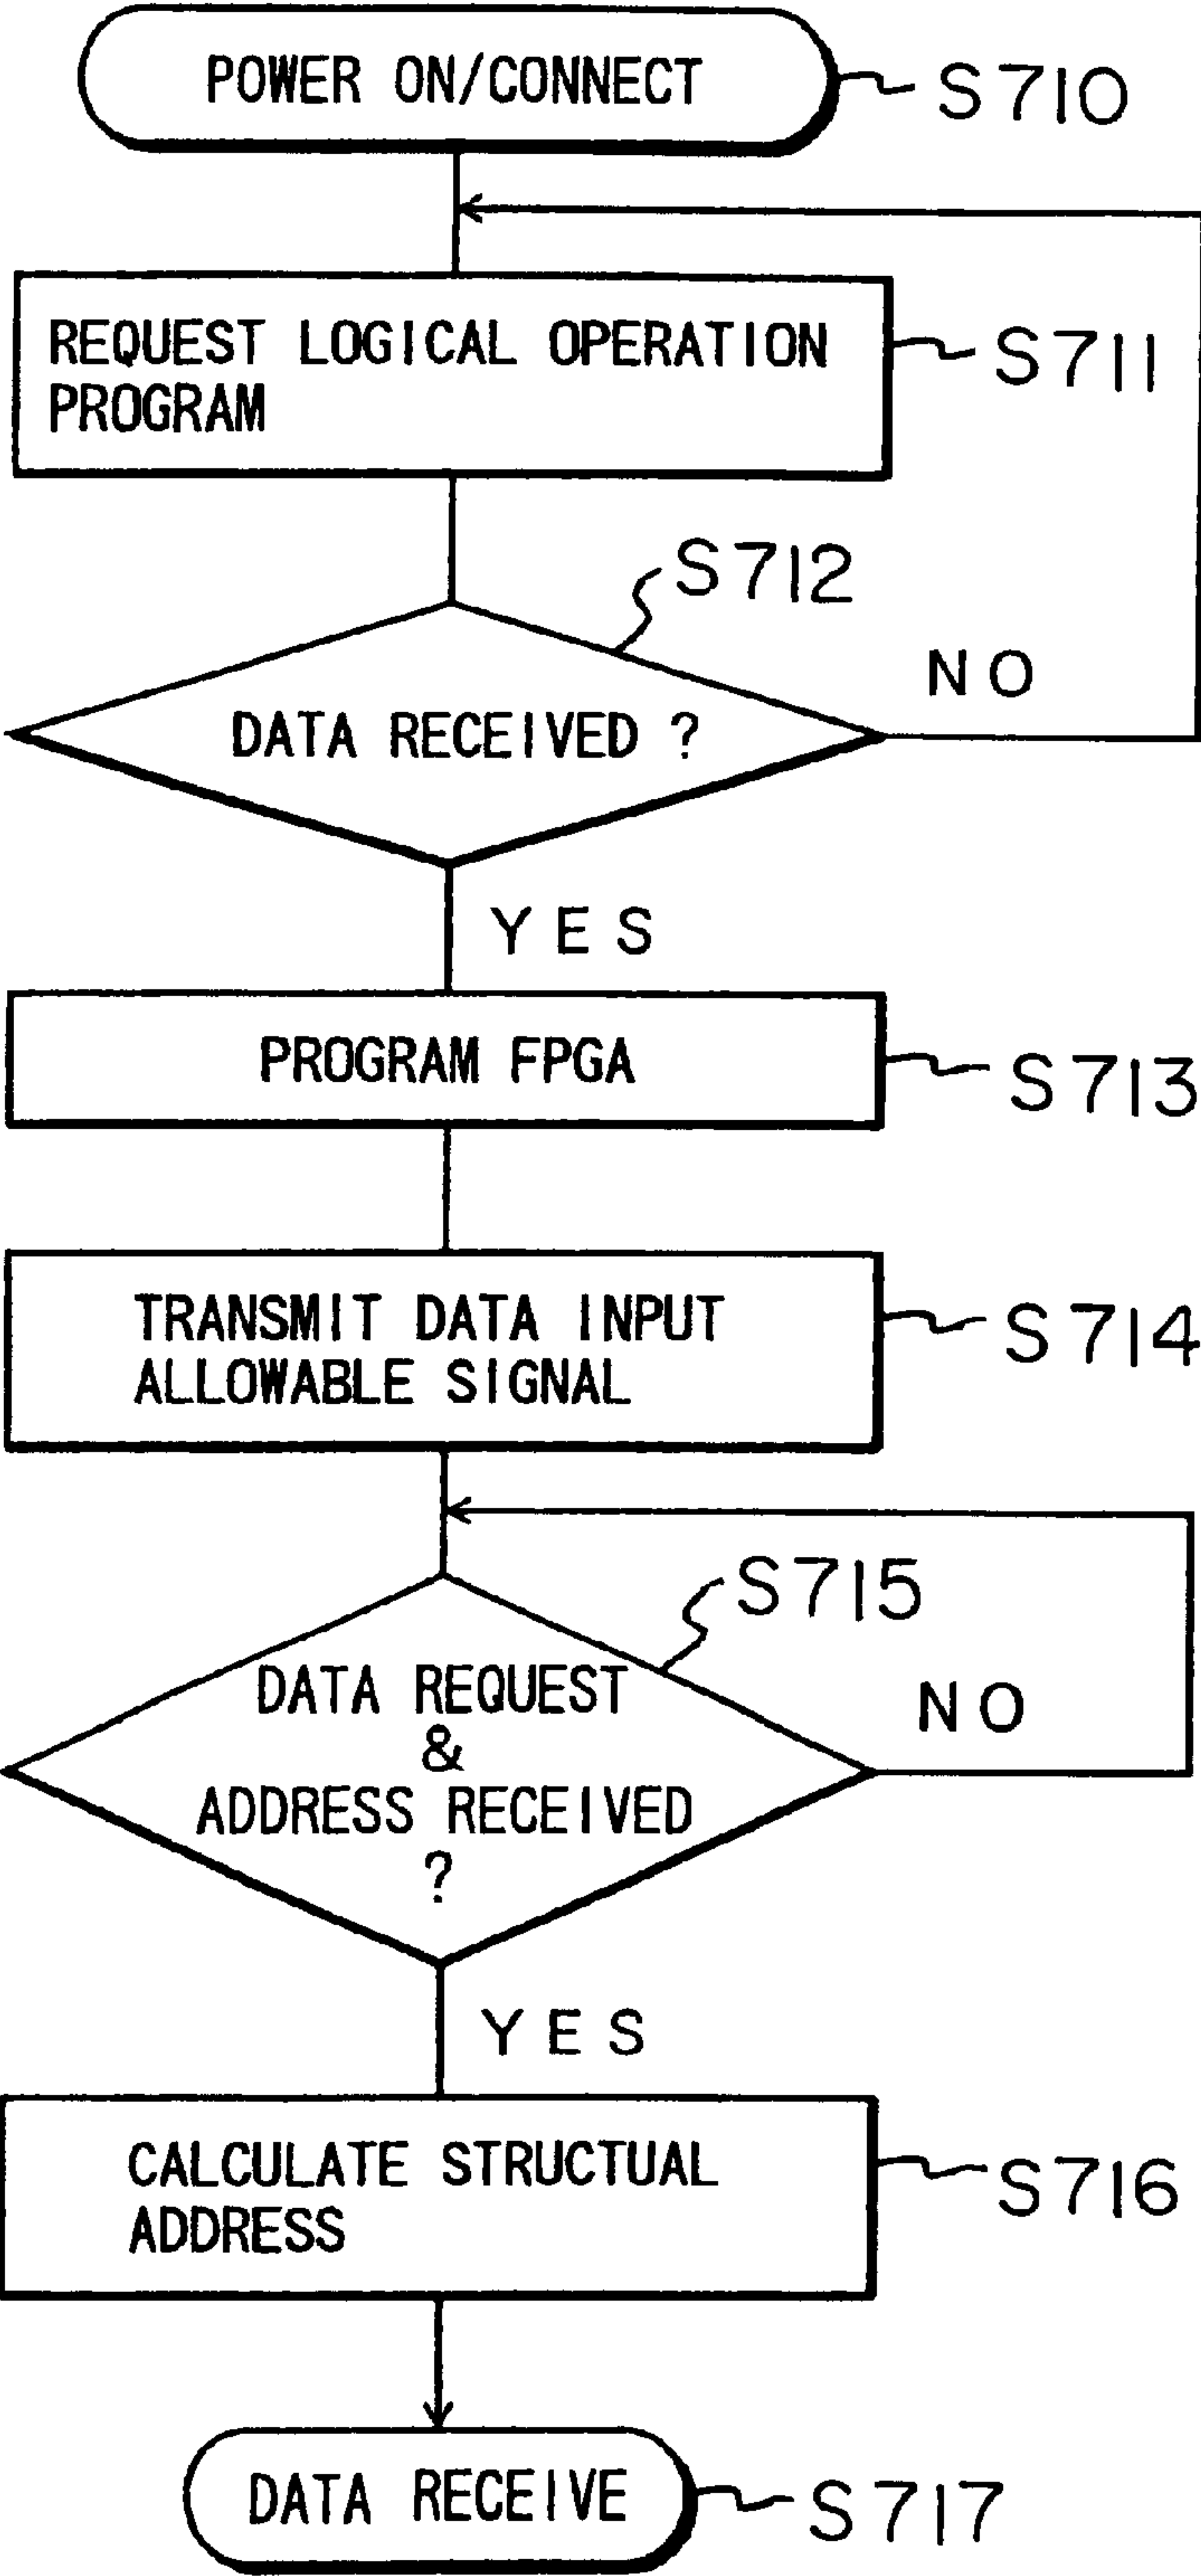 POWER ON/CONNECT
S710
REQUEST LOGICAL OPERATION
PROGRAM
S711
S712
DATA RECEIVED ?
NO
YES
PROGRAM FPGA
S713
TRANSMIT DATA INPUT
ALLOWABLE SIGNAL
S714
S715
DATA REQUEST
&
ADDRESS RECEIVED
?
NO
YES
CALCULATE STRUCTUAL
ADDRESS
S716
DATA RECEIVE
S717